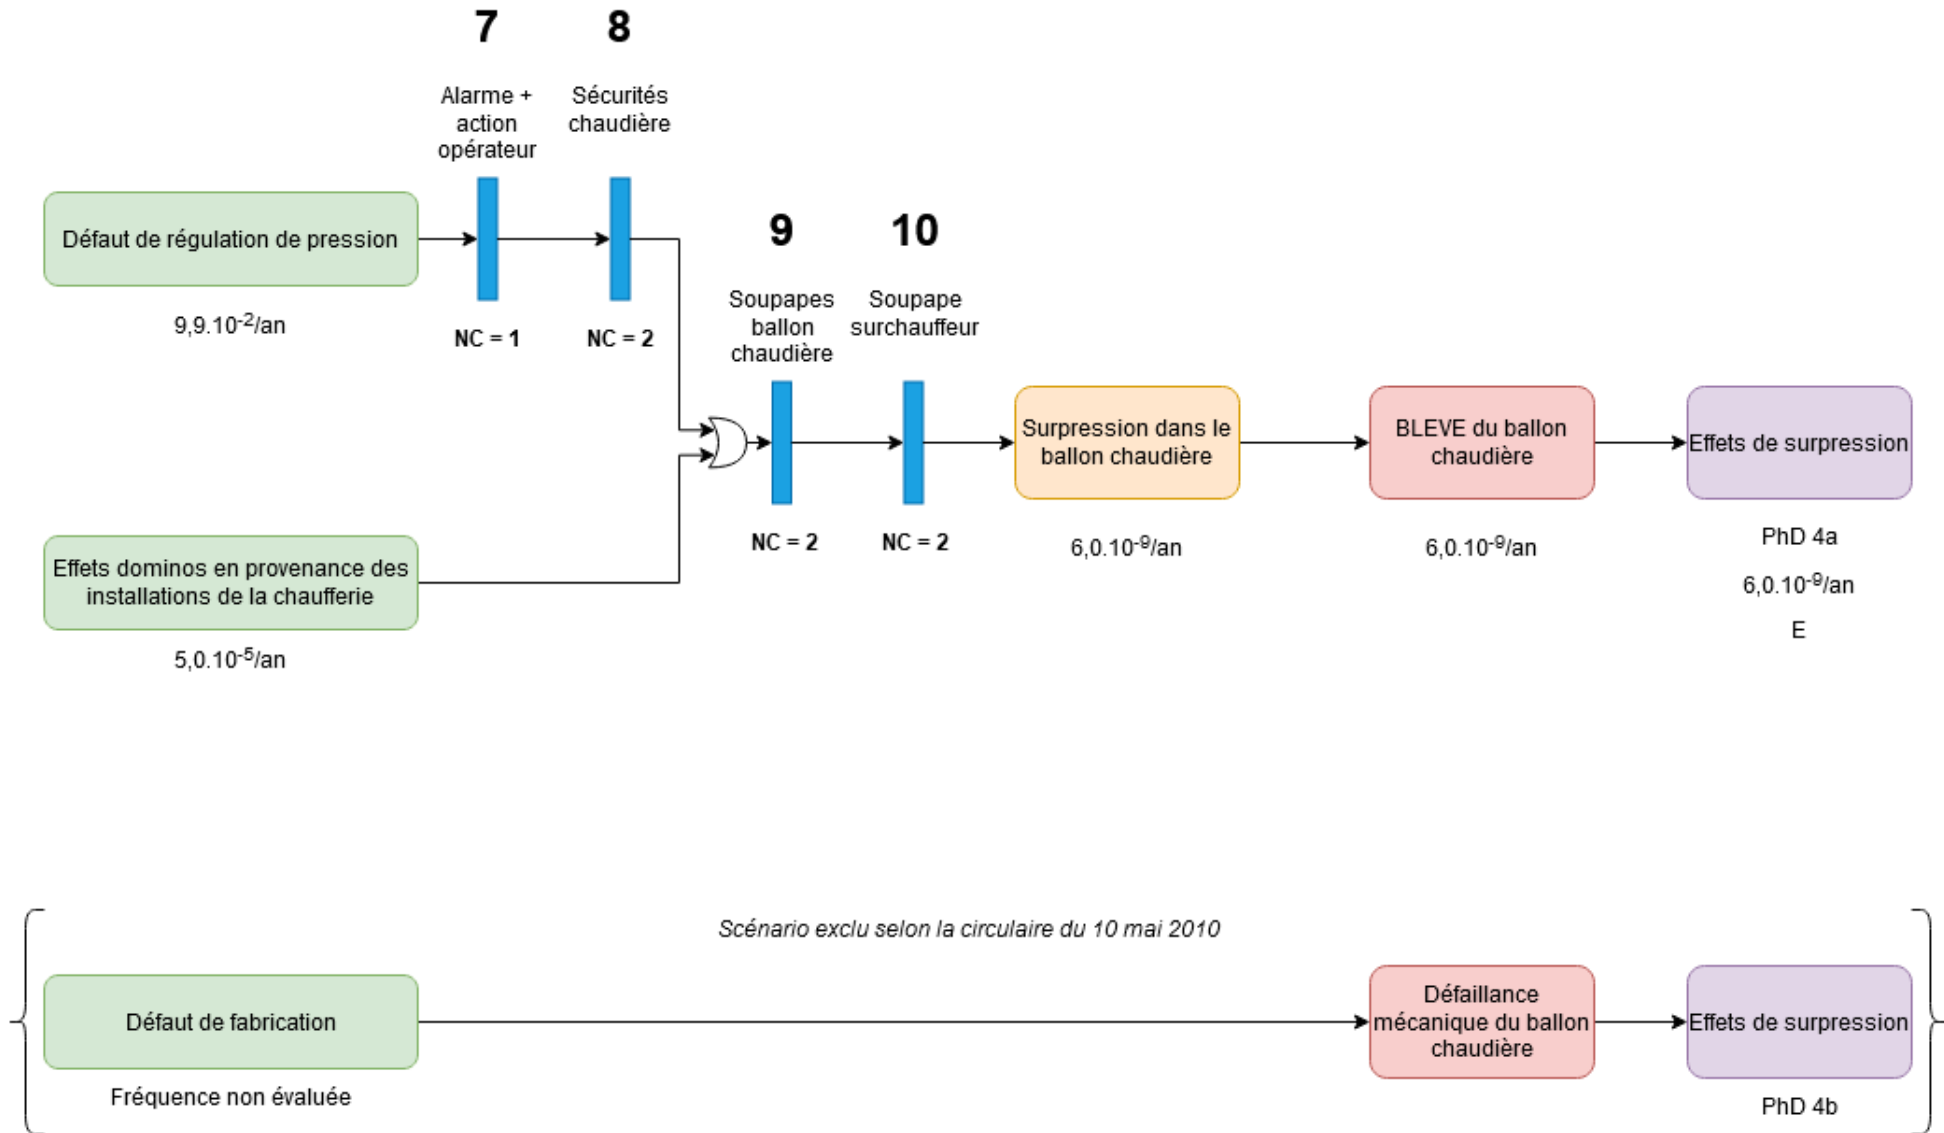 7
8
Alarme +
action
opérateur
Sécurités
chaudière
Défaut de régulation de pression
9,9.10⁻²/an
NC = 1
NC = 2
9
10
Soupapes
ballon
chaudière
Soupape
surchauffeur
NC = 2
NC = 2
Surpression dans le
ballon chaudière
6,0.10⁻⁹/an
BLEVE du ballon
chaudière
6,0.10⁻⁹/an
Effets de surpression
PhD 4a
6,0.10⁻⁹/an
E
Effets dominos en provenance des
installations de la chaufferie
5,0.10⁻⁵/an
Scénario exclu selon la circulaire du 10 mai 2010
Défaut de fabrication
Fréquence non évaluée
Défaillance
mécanique du ballon
chaudière
Effets de surpression
PhD 4b